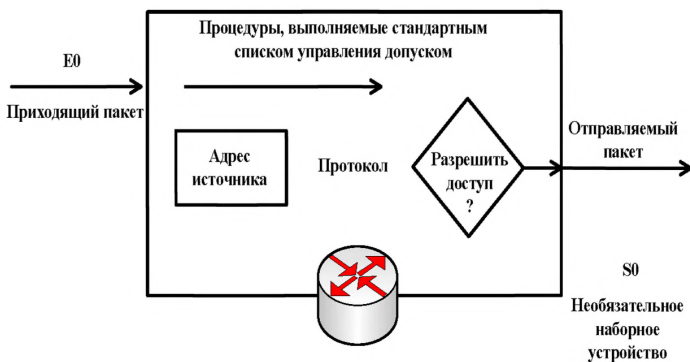 Процедуры, выполняемые стандартным
списком управления допуском
E0
Приходящий пакет
Адрес
источника
Протокол
Разрешить
доступ
?
Отправляемый
пакет
S0
Необязательное
наборное
устройство